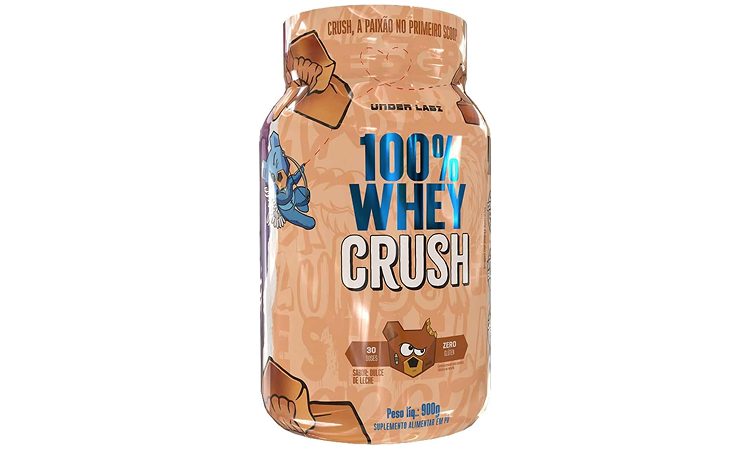 CRUSH, A PAIXÃO NO PRIMEIRO SCOOP
UNDER LABZ
100%
WHEY
CRUSH
30
DOSES
ZERO
GLÚTEN
SABOR: DULCE
DE LECHE
Peso líq.: 900g
SUPLEMENTO ALIMENTAR EM PÓ